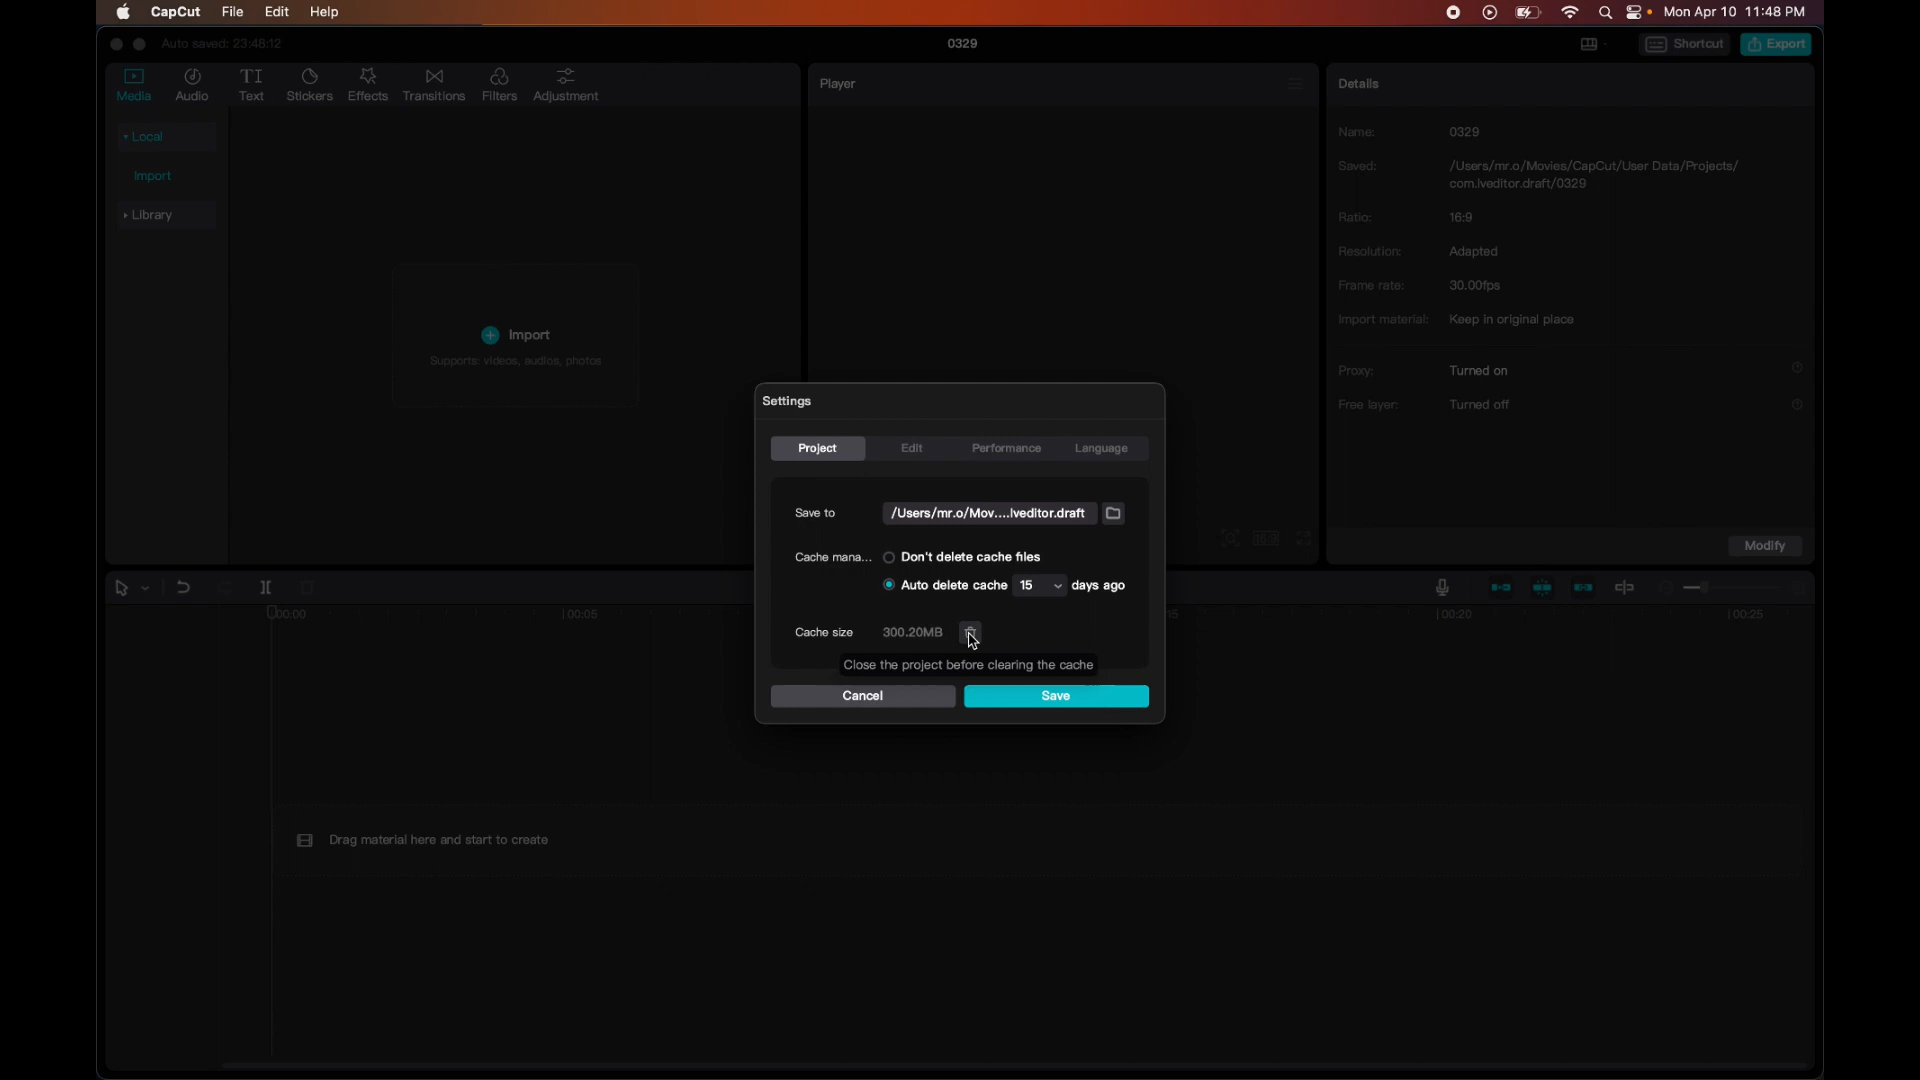 CapCut File Edit Help Mon Apr 10 11:48 PM
Auto saved: 23:48:12 0329 Shortcut Export
Media Audio TI Text Stickers Effects Transitions Filters Adjustment
Player
Details
Local
Import
Library
Import
Supports: videos, audios, photos
Name: 0329
Saved: /Users/mr.o/Movies/CapCut/User Data/Projects/
com.lveditor.draft/0329
Ratio: 16:9
Resolution: Adapted
Frame rate: 30.00fps
Import material: Keep in original place
Proxy: Turned on
Free layer: Turned off
Modify
Settings
Project Edit Performance Language
Save to /Users/mr.o/Mov....lveditor.draft
Cache mana... Don't delete cache files
Auto delete cache 15 days ago
Cache size 300.20MB
Close the project before clearing the cache
Cancel Save
00:00 00:05 15 00:20 00:25
Drag material here and start to create